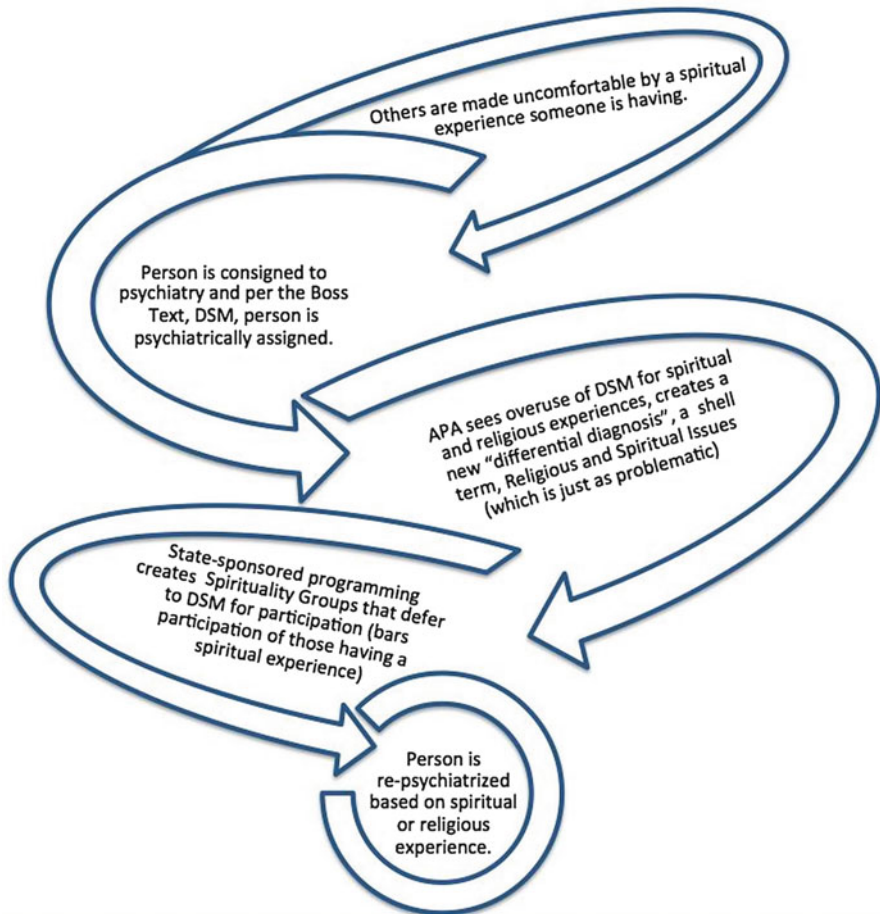 Others are made uncomfortable by a spiritual
experience someone is having.
Person is consigned to
psychiatry and per the Boss
Text, DSM, person is
psychiatrically assigned.
APA sees overuse of DSM for spiritual
and religious experiences, creates a
new “differential diagnosis”, a shell
term, Religious and Spiritual Issues
(which is just as problematic)
State-sponsored programming
creates Spirituality Groups that defer
to DSM for participation (bars
participation of those having a
spiritual experience)
Person is
re-psychiatrized
based on spiritual
or religious
experience.